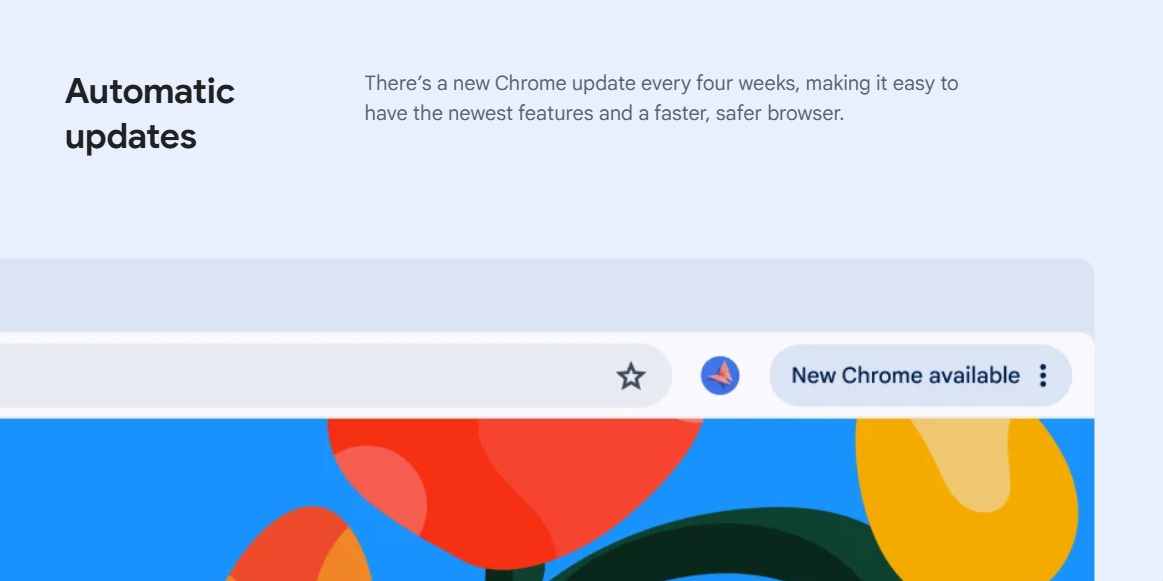 Automatic
updates
There’s a new Chrome update every four weeks, making it easy to
have the newest features and a faster, safer browser.
New Chrome available